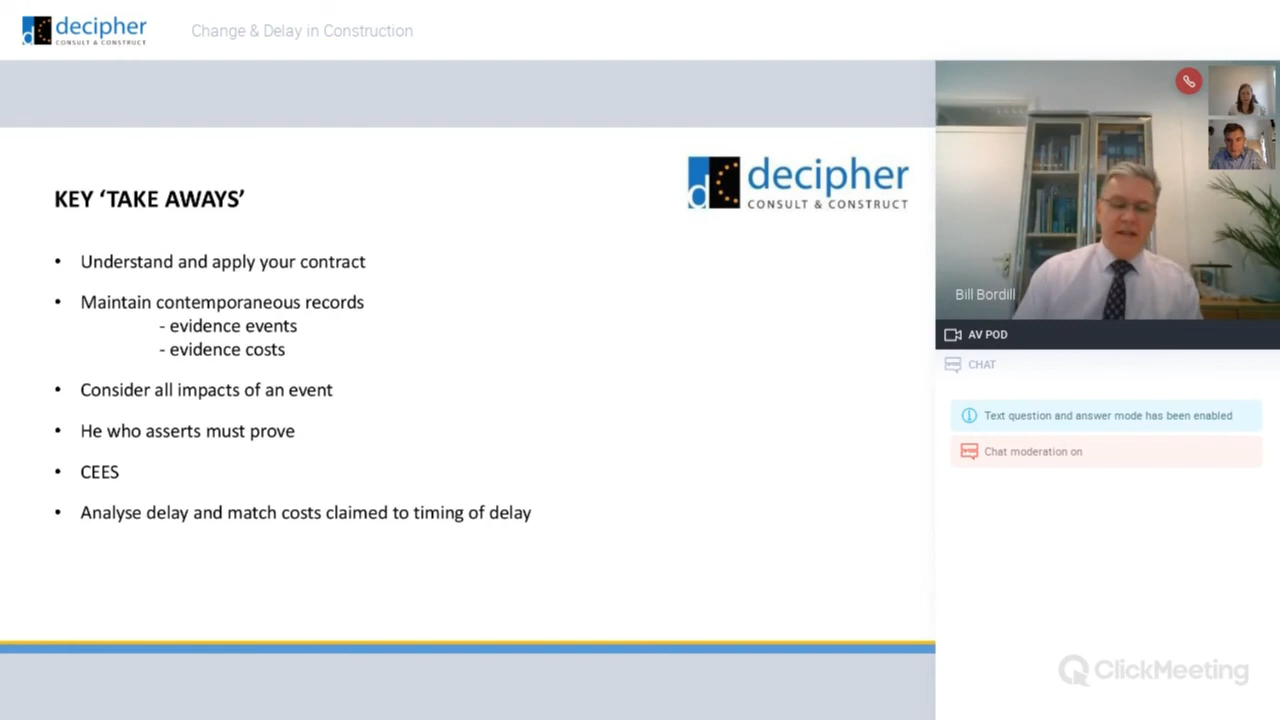 decipher
CONSULT & CONSTRUCT
Change & Delay in Construction
decipher
CONSULT & CONSTRUCT
KEY ‘TAKE AWAYS’
• Understand and apply your contract
• Maintain contemporaneous records
- evidence events
- evidence costs
• Consider all impacts of an event
• He who asserts must prove
• CEES
• Analyse delay and match costs claimed to timing of delay
Bill Bordill
AV POD
CHAT
Text question and answer mode has been enabled
Chat moderation on
ClickMeeting